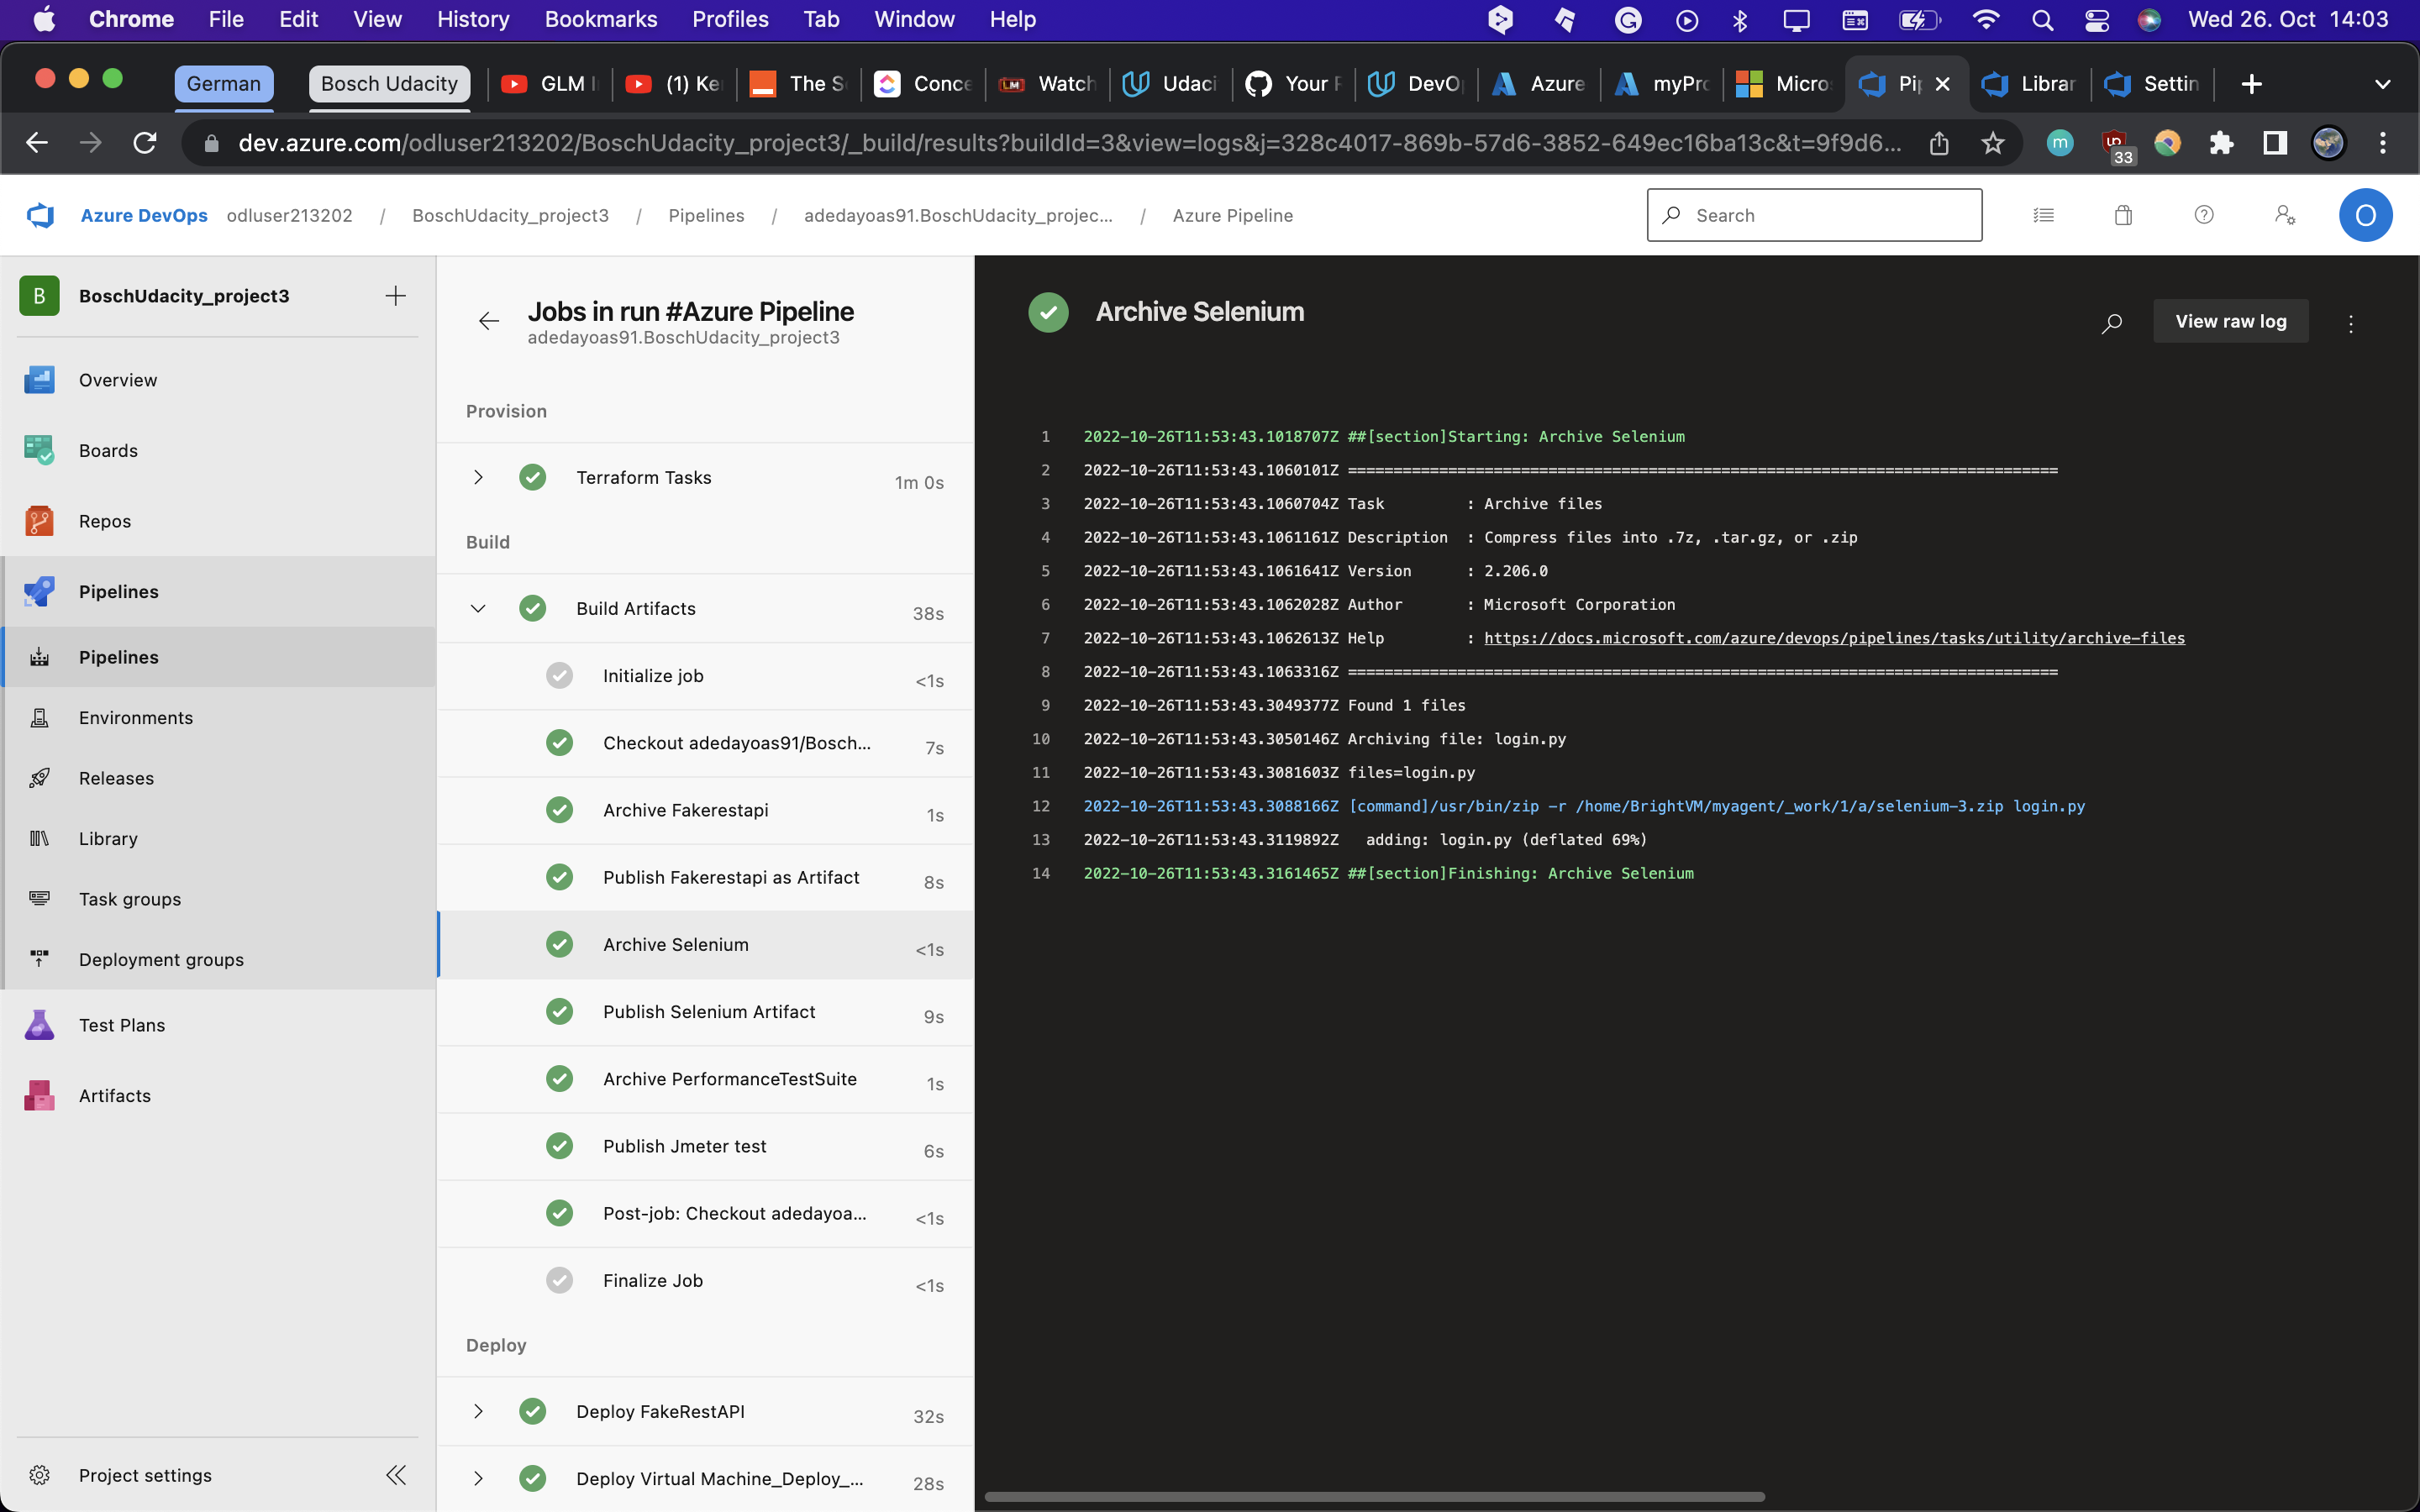 Chrome File Edit View History Bookmarks Profiles Tab Window Help Wed 26. Oct 14:03
German Bosch Udacity GLM (1) Ke The S Conce Watch Udaci Your DevO Azure myPro Micro Pi Librar Settin
dev.azure.com/odluser213202/BoschUdacity_project3/_build/results?buildId=3&view=logs&j=328c4017-869b-57d6-3852-649ec16ba13c&t=9f9d6... m 33
Azure DevOps odluser213202 / BoschUdacity_project3 / Pipelines / adedayoas91.BoschUdacity_projec... / Azure Pipeline Search O
B BoschUdacity_project3
Overview
Boards
Repos
Pipelines
Pipelines
Environments
Releases
Library
Task groups
Deployment groups
Test Plans
Artifacts
Project settings
Jobs in run #Azure Pipeline
adedayoas91.BoschUdacity_project3
Provision
Terraform Tasks 1m 0s
Build
Build Artifacts 38s
Initialize job <1s
Checkout adedayoas91/Bosch... 7s
Archive Fakerestapi 1s
Publish Fakerestapi as Artifact 8s
Archive Selenium <1s
Publish Selenium Artifact 9s
Archive PerformanceTestSuite 1s
Publish Jmeter test 6s
Post-job: Checkout adedayoa... <1s
Finalize Job <1s
Deploy
Deploy FakeRestAPI 32s
Deploy Virtual Machine_Deploy_... 28s
Archive Selenium
View raw log
1 2022-10-26T11:53:43.1018707Z ##[section]Starting: Archive Selenium
2 2022-10-26T11:53:43.1060101Z ==============================================================================
3 2022-10-26T11:53:43.1060704Z Task         : Archive files
4 2022-10-26T11:53:43.1061161Z Description  : Compress files into .7z, .tar.gz, or .zip
5 2022-10-26T11:53:43.1061641Z Version      : 2.206.0
6 2022-10-26T11:53:43.1062028Z Author       : Microsoft Corporation
7 2022-10-26T11:53:43.1062613Z Help         : https://docs.microsoft.com/azure/devops/pipelines/tasks/utility/archive-files
8 2022-10-26T11:53:43.1063316Z ==============================================================================
9 2022-10-26T11:53:43.3049377Z Found 1 files
10 2022-10-26T11:53:43.3050146Z Archiving file: login.py
11 2022-10-26T11:53:43.3081603Z files=login.py
12 2022-10-26T11:53:43.3088166Z [command]/usr/bin/zip -r /home/BrightVM/myagent/_work/1/a/selenium-3.zip login.py
13 2022-10-26T11:53:43.3119892Z   adding: login.py (deflated 69%)
14 2022-10-26T11:53:43.3161465Z ##[section]Finishing: Archive Selenium